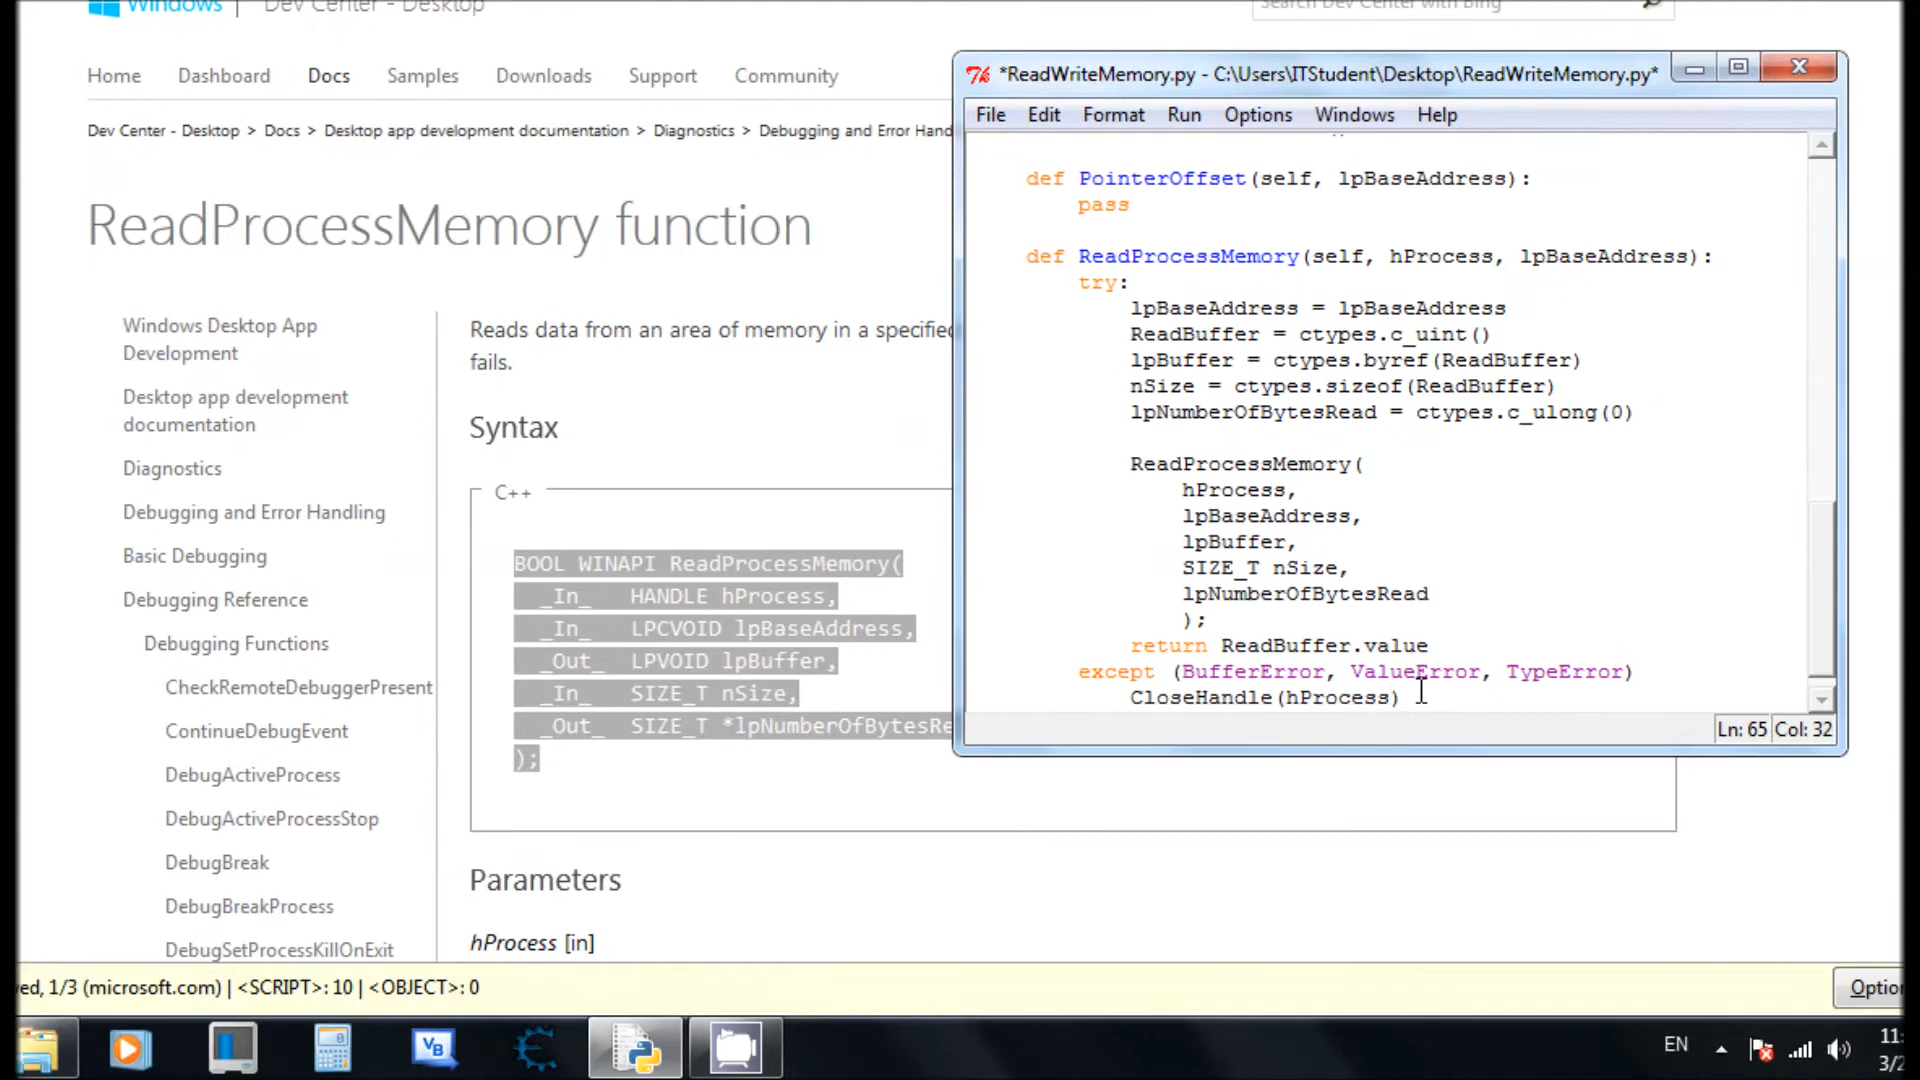 Windows | Dev Center - Desktop
Search Dev Center with Bing
Home Dashboard Docs Samples Downloads Support Community
Dev Center - Desktop > Docs > Desktop app development documentation > Diagnostics > Debugging and Error Hand
ReadProcessMemory function
Windows Desktop App
Development
Desktop app development
documentation
Diagnostics
Debugging and Error Handling
Basic Debugging
Debugging Reference
Debugging Functions
CheckRemoteDebuggerPresent
ContinueDebugEvent
DebugActiveProcess
DebugActiveProcessStop
DebugBreak
DebugBreakProcess
DebugSetProcessKillOnExit
Reads data from an area of memory in a specified
fails.
Syntax
C++
BOOL WINAPI ReadProcessMemory(
_In_ HANDLE hProcess,
_In_ LPCVOID lpBaseAddress,
_Out_ LPVOID lpBuffer,
_In_ SIZE_T nSize,
_Out_ SIZE_T *lpNumberOfBytesRe
);
Parameters
hProcess [in]
*ReadWriteMemory.py - C:\Users\ITStudent\Desktop\ReadWriteMemory.py*
File Edit Format Run Options Windows Help
def PointerOffset(self, lpBaseAddress):
pass
def ReadProcessMemory(self, hProcess, lpBaseAddress):
try:
lpBaseAddress = lpBaseAddress
ReadBuffer = ctypes.c_uint()
lpBuffer = ctypes.byref(ReadBuffer)
nSize = ctypes.sizeof(ReadBuffer)
lpNumberOfBytesRead = ctypes.c_ulong(0)
ReadProcessMemory(
hProcess,
lpBaseAddress,
lpBuffer,
SIZE_T nSize,
lpNumberOfBytesRead
);
return ReadBuffer.value
except (BufferError, ValueError, TypeError)
CloseHandle(hProcess)
Ln: 65 Col: 32
ed, 1/3 (microsoft.com) | <SCRIPT>: 10 | <OBJECT>: 0
Option
VB
EN
11:
3/2